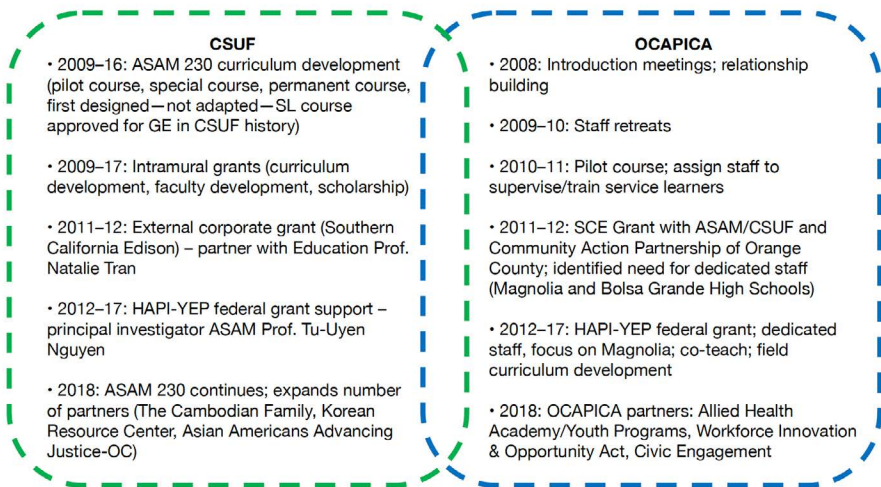 CSUF
• 2009–16: ASAM 230 curriculum development
(pilot course, special course, permanent course,
first designed—not adapted—SL course
approved for GE in CSUF history)
• 2009–17: Intramural grants (curriculum
development, faculty development, scholarship)
• 2011–12: External corporate grant (Southern
California Edison) – partner with Education Prof.
Natalie Tran
• 2012–17: HAPI-YEP federal grant support –
principal investigator ASAM Prof. Tu-Uyen
Nguyen
• 2018: ASAM 230 continues; expands number
of partners (The Cambodian Family, Korean
Resource Center, Asian Americans Advancing
Justice-OC)
OCAPICA
• 2008: Introduction meetings; relationship
building
• 2009–10: Staff retreats
• 2010–11: Pilot course; assign staff to
supervise/train service learners
• 2011–12: SCE Grant with ASAM/CSUF and
Community Action Partnership of Orange
County; identified need for dedicated staff
(Magnolia and Bolsa Grande High Schools)
• 2012–17: HAPI-YEP federal grant; dedicated
staff, focus on Magnolia; co-teach; field
curriculum development
• 2018: OCAPICA partners: Allied Health
Academy/Youth Programs, Workforce Innovation
& Opportunity Act, Civic Engagement